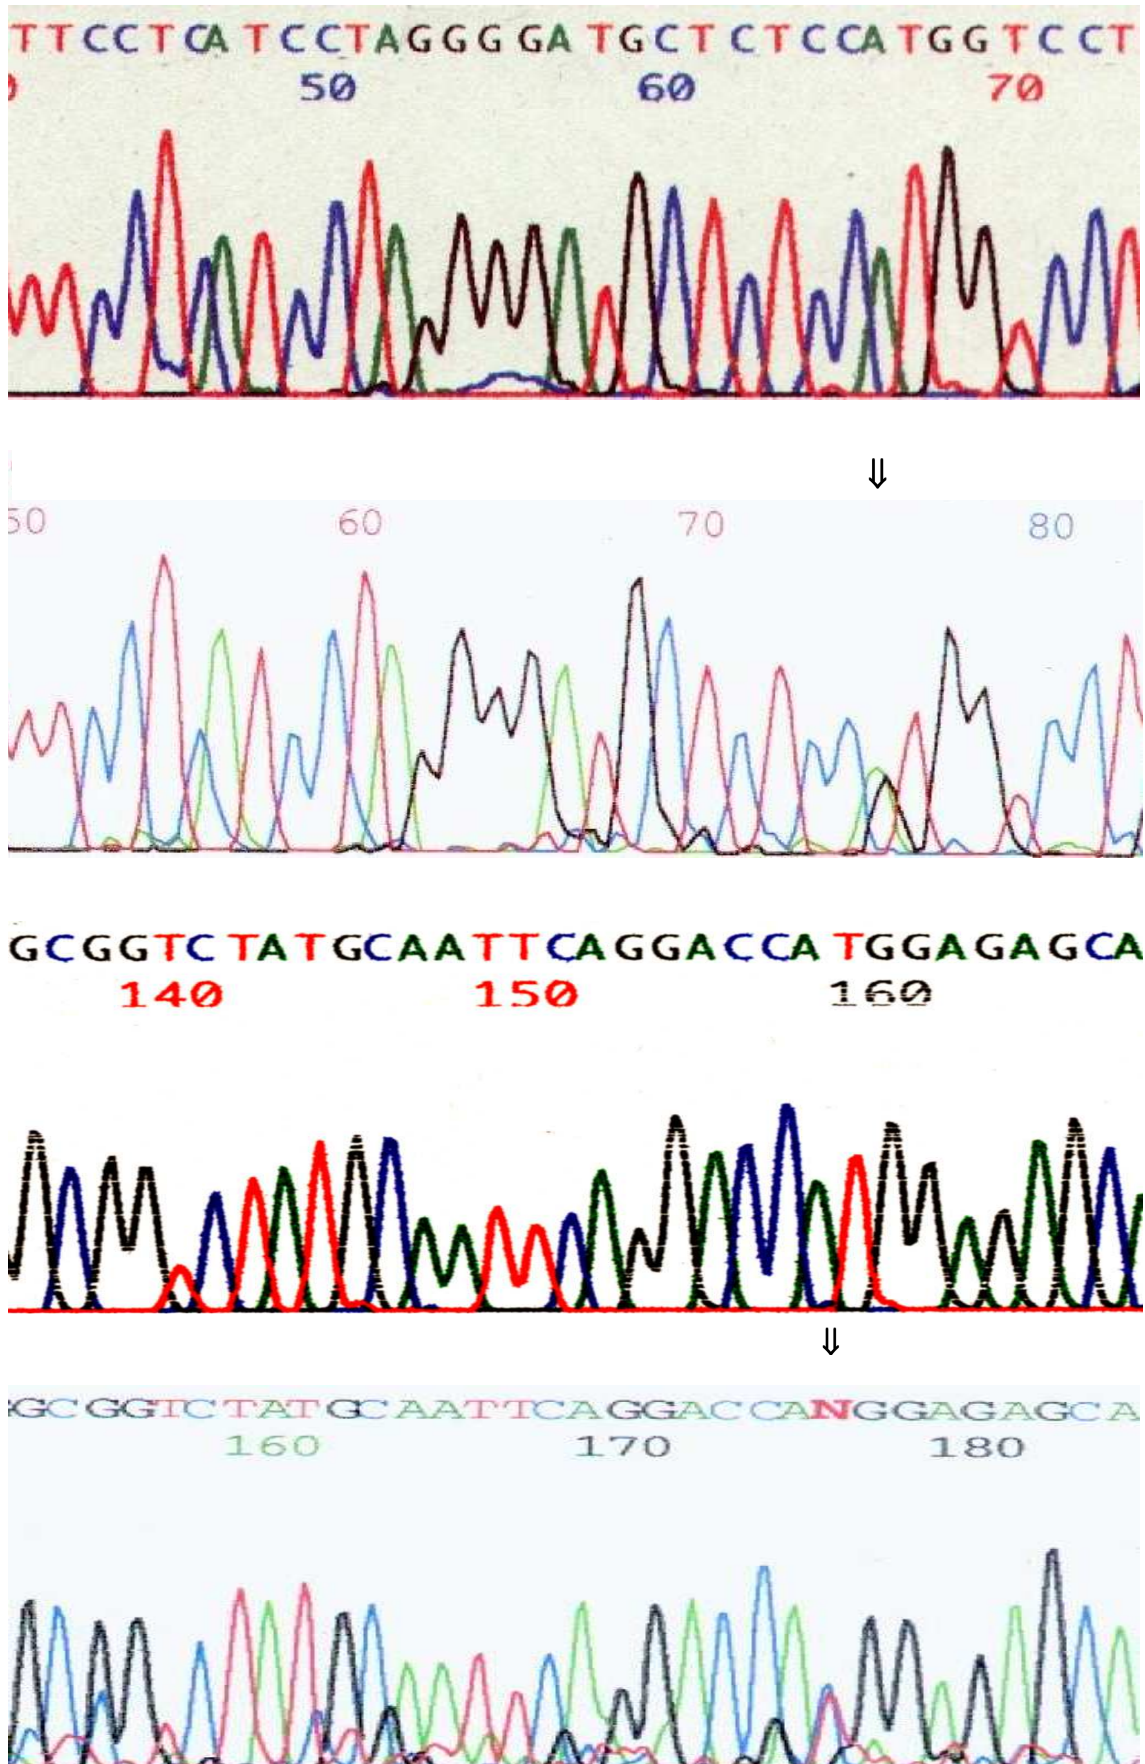 TTCCTCATCCTAGGGGATGCTCTCCATGGTCCT
50 60 70
⇓
50 60 70 80
GCGGTCTATGCAATTCAGGACCATGGAGAGCA
140 150 160
⇓
GCGGTCTATGCAATTCAGGACCANGGAGAGCA
160 170 180